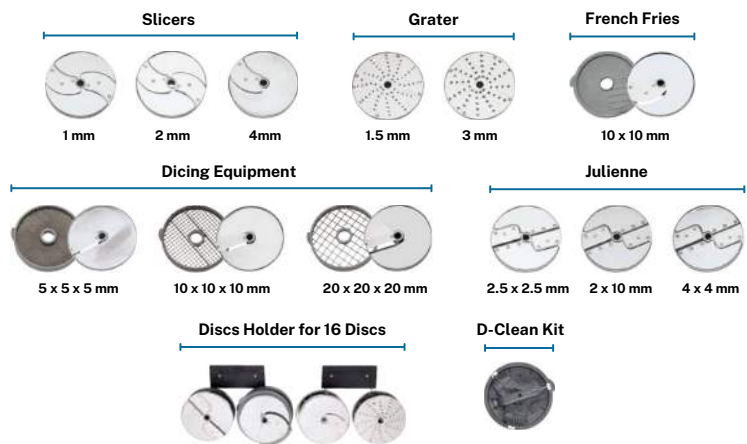 Slicers
Grater
French Fries
1 mm
2 mm
4mm
1.5 mm
3 mm
10 x 10 mm
Dicing Equipment
Julienne
5 x 5 x 5 mm
10 x 10 x 10 mm
20 x 20 x 20 mm
2.5 x 2.5 mm
2 x 10 mm
4 x 4 mm
Discs Holder for 16 Discs
D-Clean Kit